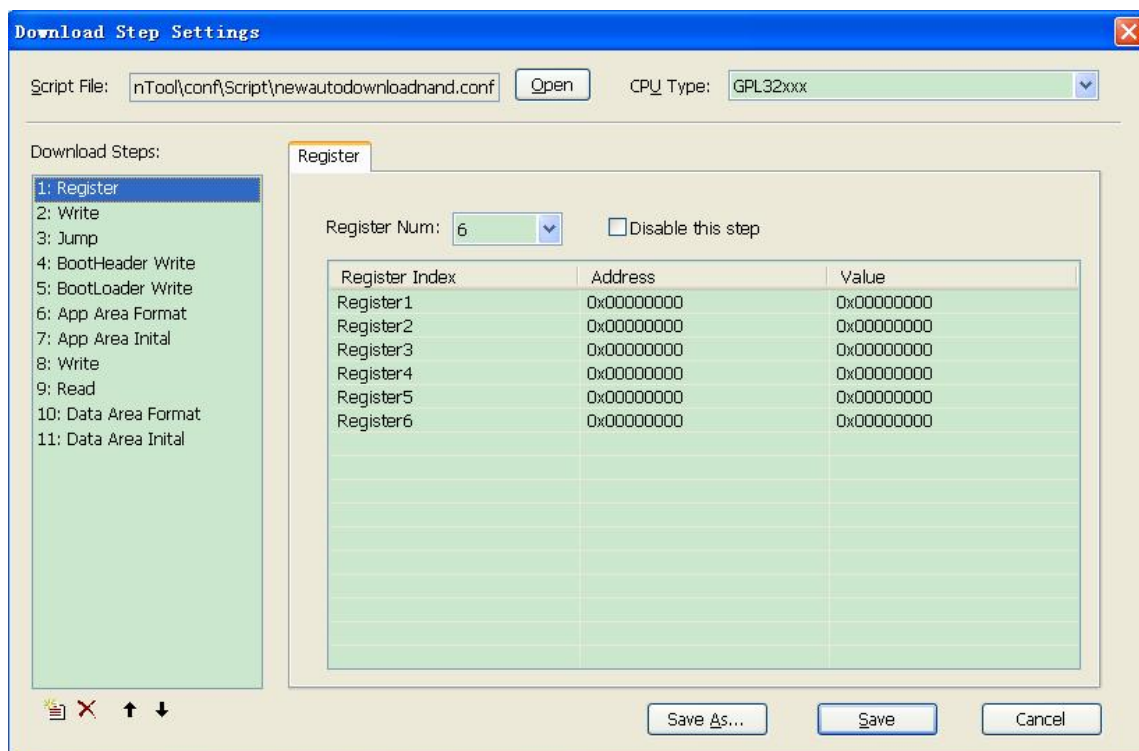 Download Step Settings
Script File: nTool\conf\Script\newautodownloadnand.conf Open CPU Type: GPL32xxx
Download Steps:
1: Register
2: Write
3: Jump
4: BootHeader Write
5: BootLoader Write
6: App Area Format
7: App Area Inital
8: Write
9: Read
10: Data Area Format
11: Data Area Inital
Register
Register Num: 6 Disable this step
Register Index Address Value
Register1 0x00000000 0x00000000
Register2 0x00000000 0x00000000
Register3 0x00000000 0x00000000
Register4 0x00000000 0x00000000
Register5 0x00000000 0x00000000
Register6 0x00000000 0x00000000
Save As... Save Cancel